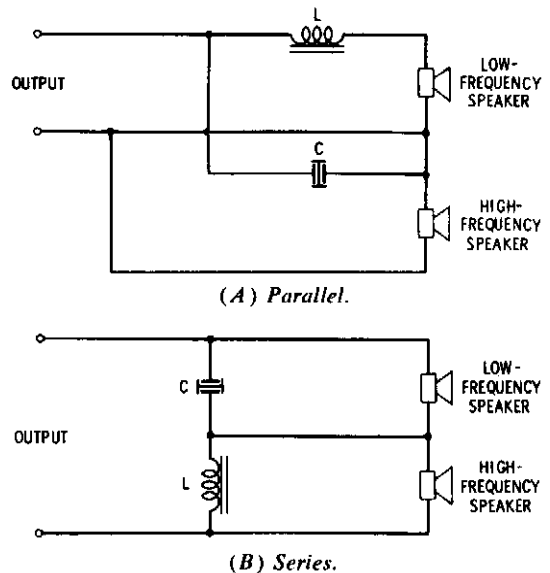 L
LOW-
FREQUENCY
SPEAKER
OUTPUT
C
HIGH-
FREQUENCY
SPEAKER
(A) Parallel.
C
LOW-
FREQUENCY
SPEAKER
OUTPUT
L
HIGH-
FREQUENCY
SPEAKER
(B) Series.